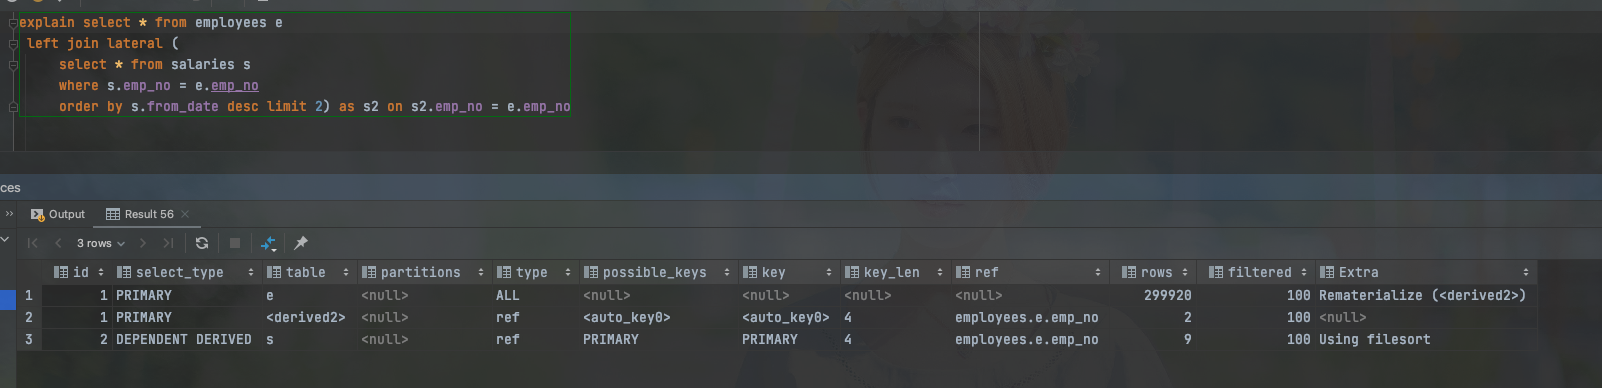 explain select * from employees e
left join lateral (
select * from salaries s
where s.emp_no = e.emp_no
order by s.from_date desc limit 2) as s2 on s2.emp_no = e.emp_no
ces
Output Result 56
3 rows
id select_type table partitions type possible_keys key key_len ref rows filtered Extra
1 1 PRIMARY e <null> ALL <null> <null> <null> <null> 299920 100 Rematerialize (<derived2>)
2 1 PRIMARY <derived2> <null> ref <auto_key0> <auto_key0> 4 employees.e.emp_no 2 100 <null>
3 2 DEPENDENT DERIVED s <null> ref PRIMARY PRIMARY 4 employees.e.emp_no 9 100 Using filesort